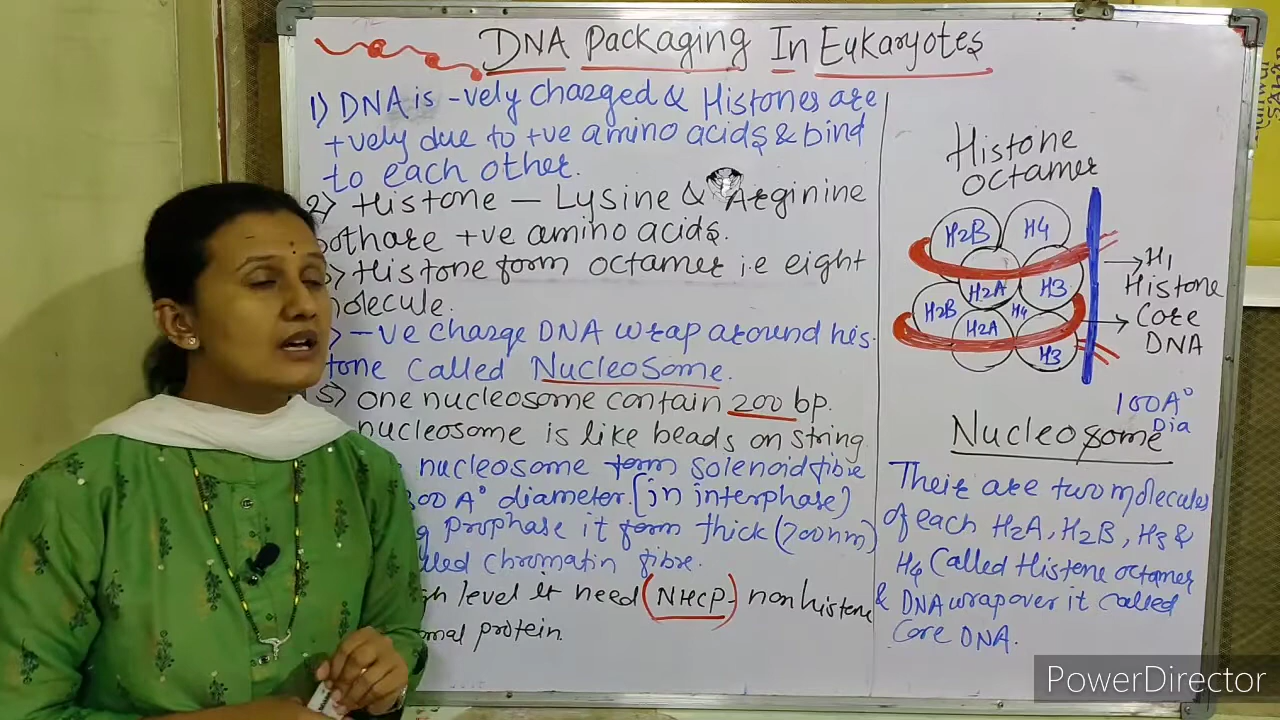 DNA Packaging In Eukaryotes
1) DNA is -vely charged & Histones are
+vely due to +ve amino acids & bind
to each other.
2) Histone — Lysine & Arginine
both are +ve amino acids.
Histone form octamer i.e eight
molecule.
-ve charge DNA wrap around his-
tone called Nucleosome.
5) one nucleosome contain 200 bp.
nucleosome is like beads on string
nucleosome form solenoid fibre
300 A° diameter. [in interphase)
prophase it form thick (200nm)
called chromatin fibre.
level It need (NHCP) - non histone
protein.
Histone
Octamer
H2B H4
H2A H3
H2B H4
H2A
H3
→ H1
Histone
→ Core
DNA
100A°
Dia
Nucleosome
Their are two molecules
of each H2A, H2B, H3 &
H4 Called Histene octamer
& DNA wrap over it called
Core DNA.
PowerDirector